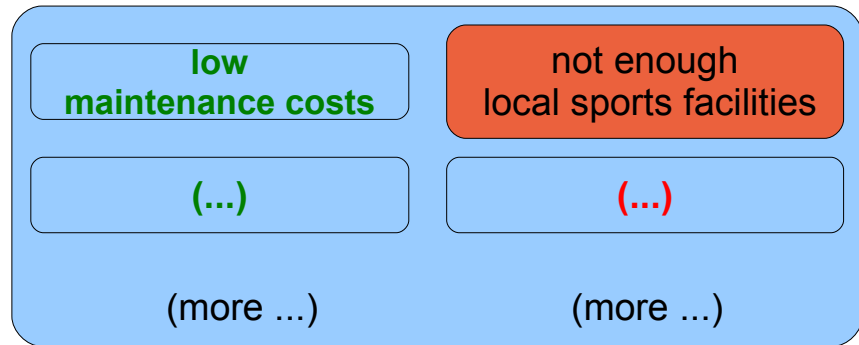 low
maintenance costs
not enough
local sports facilities
(...)
(...)
(more ...)
(more ...)